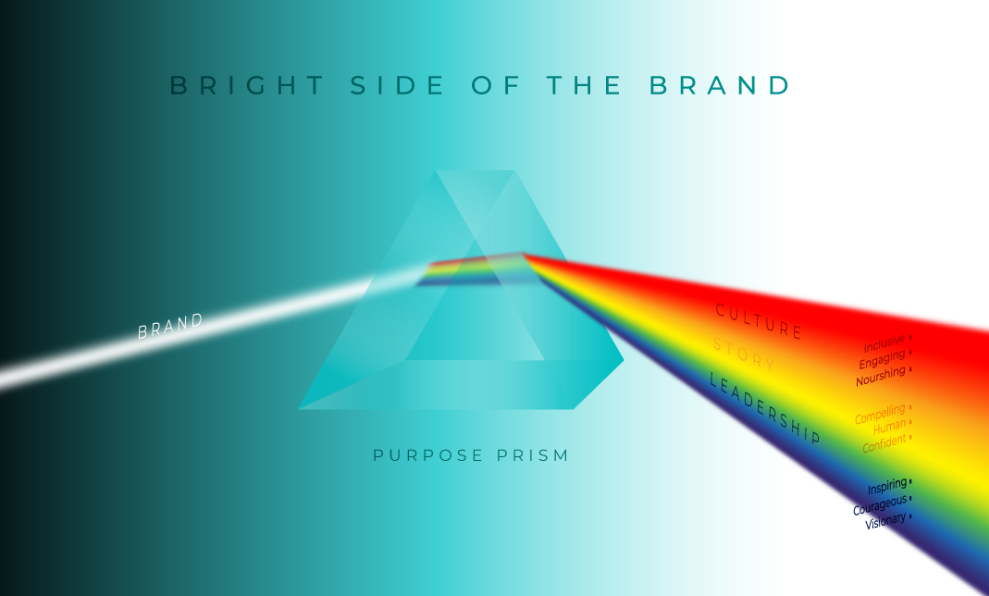 BRIGHT SIDE OF THE BRAND
BRAND
PURPOSE PRISM
CULTURE
STORY
LEADERSHIP
Inclusive •
Engaging •
Nourshing •
Compelling •
Human •
Confident •
Inspiring •
Courageous •
Visionary •